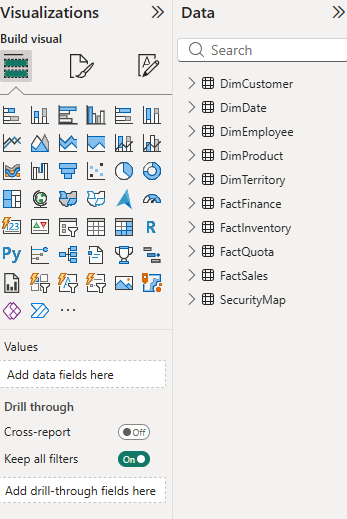 Visualizations
Build visual
123
R
Py
Values
Add data fields here
Drill through
Cross-report
Off
Keep all filters
On
Add drill-through fields here
Data
Search
DimCustomer
DimDate
DimEmployee
DimProduct
DimTerritory
FactFinance
FactInventory
FactQuota
FactSales
SecurityMap